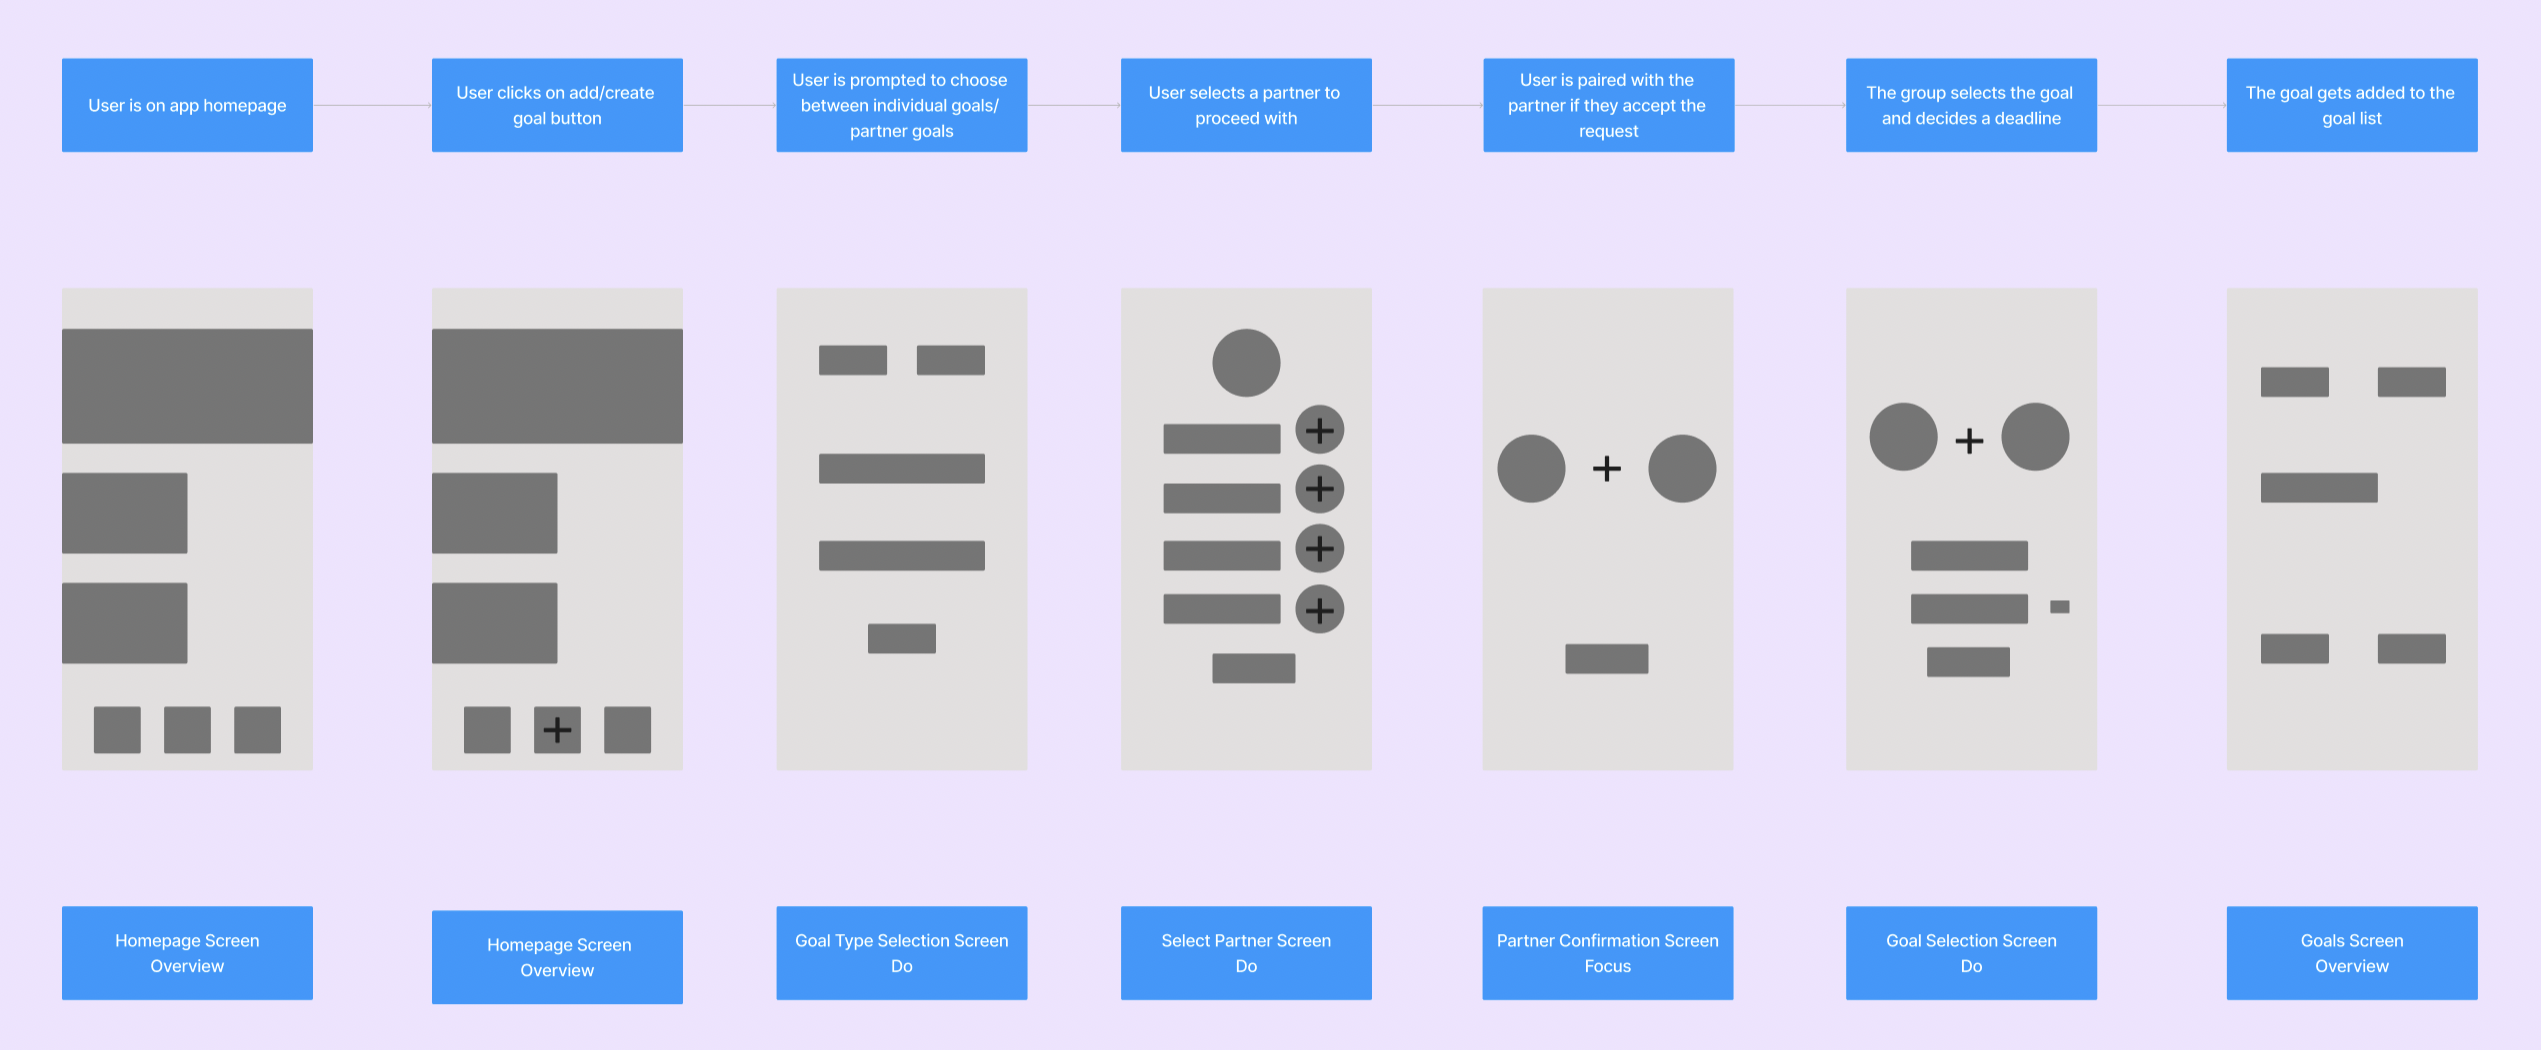 User is on app homepage
User clicks on add/create
goal button
User is prompted to choose
between individual goals/
partner goals
User selects a partner to
proceed with
User is paired with the
partner if they accept the
request
The group selects the goal
and decides a deadline
The goal gets added to the
goal list
Homepage Screen
Overview
Homepage Screen
Overview
Goal Type Selection Screen
Do
Select Partner Screen
Do
Partner Confirmation Screen
Focus
Goal Selection Screen
Do
Goals Screen
Overview